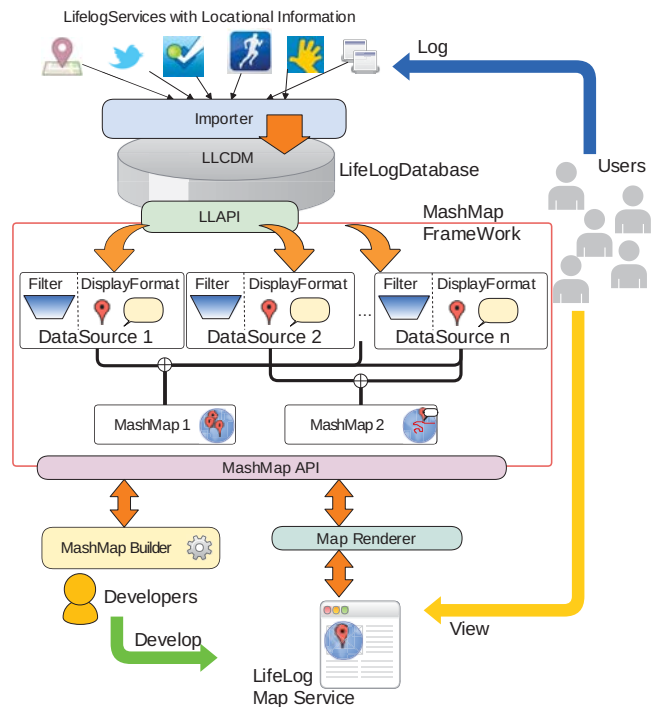 LifelogServices with Locational Information
Log
Importer
LLCDM
LifeLogDatabase
Users
LLAPI
MashMap
FrameWork
Filter
DisplayFormat
DataSource 1
Filter
DisplayFormat
DataSource 2
...
Filter
DisplayFormat
DataSource n
MashMap 1
MashMap 2
MashMap API
MashMap Builder
Map Renderer
Developers
Develop
View
LifeLog
Map Service